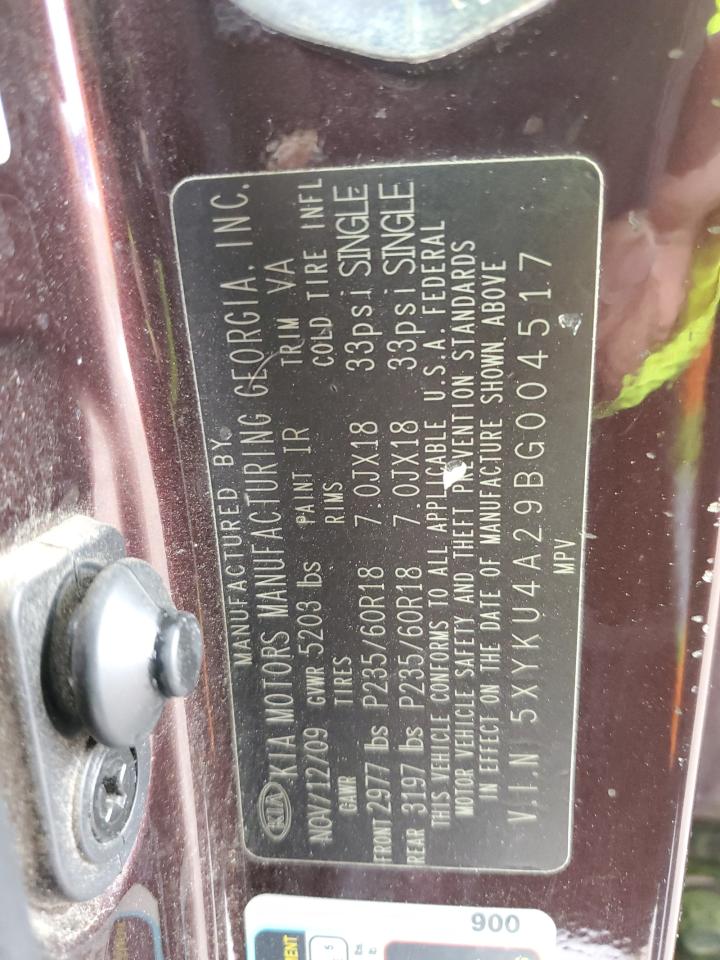 MANUFACTURED BY
KIA KIA MOTORS MANUFACTURING GEORGIA, INC.
NOV/12/09 GVWR 5203 lbs PAINT IR TRIM VA
GAWR TIRES RIMS COLD TIRE INFL
FRONT 2977 lbs P235/60R18 7.0JX18 33psi SINGLE
REAR 3197 lbs P235/60R18 7.0JX18 33psi SINGLE
THIS VEHICLE CONFORMS TO ALL APPLICABLE U.S.A. FEDERAL
MOTOR VEHICLE SAFETY AND THEFT PREVENTION STANDARDS
IN EFFECT ON THE DATE OF MANUFACTURE SHOWN ABOVE
V.I.N: 5XYKU4A29BG004517
MPV
900